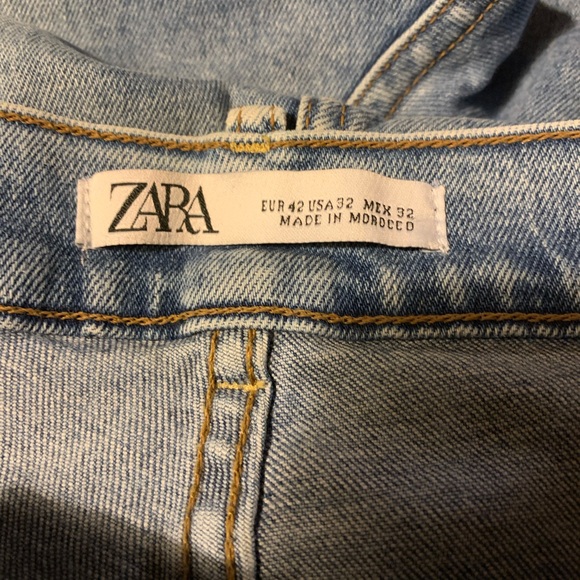 ZARA
EUR 42 USA 32 MEX 32
MADE IN MOROCCO